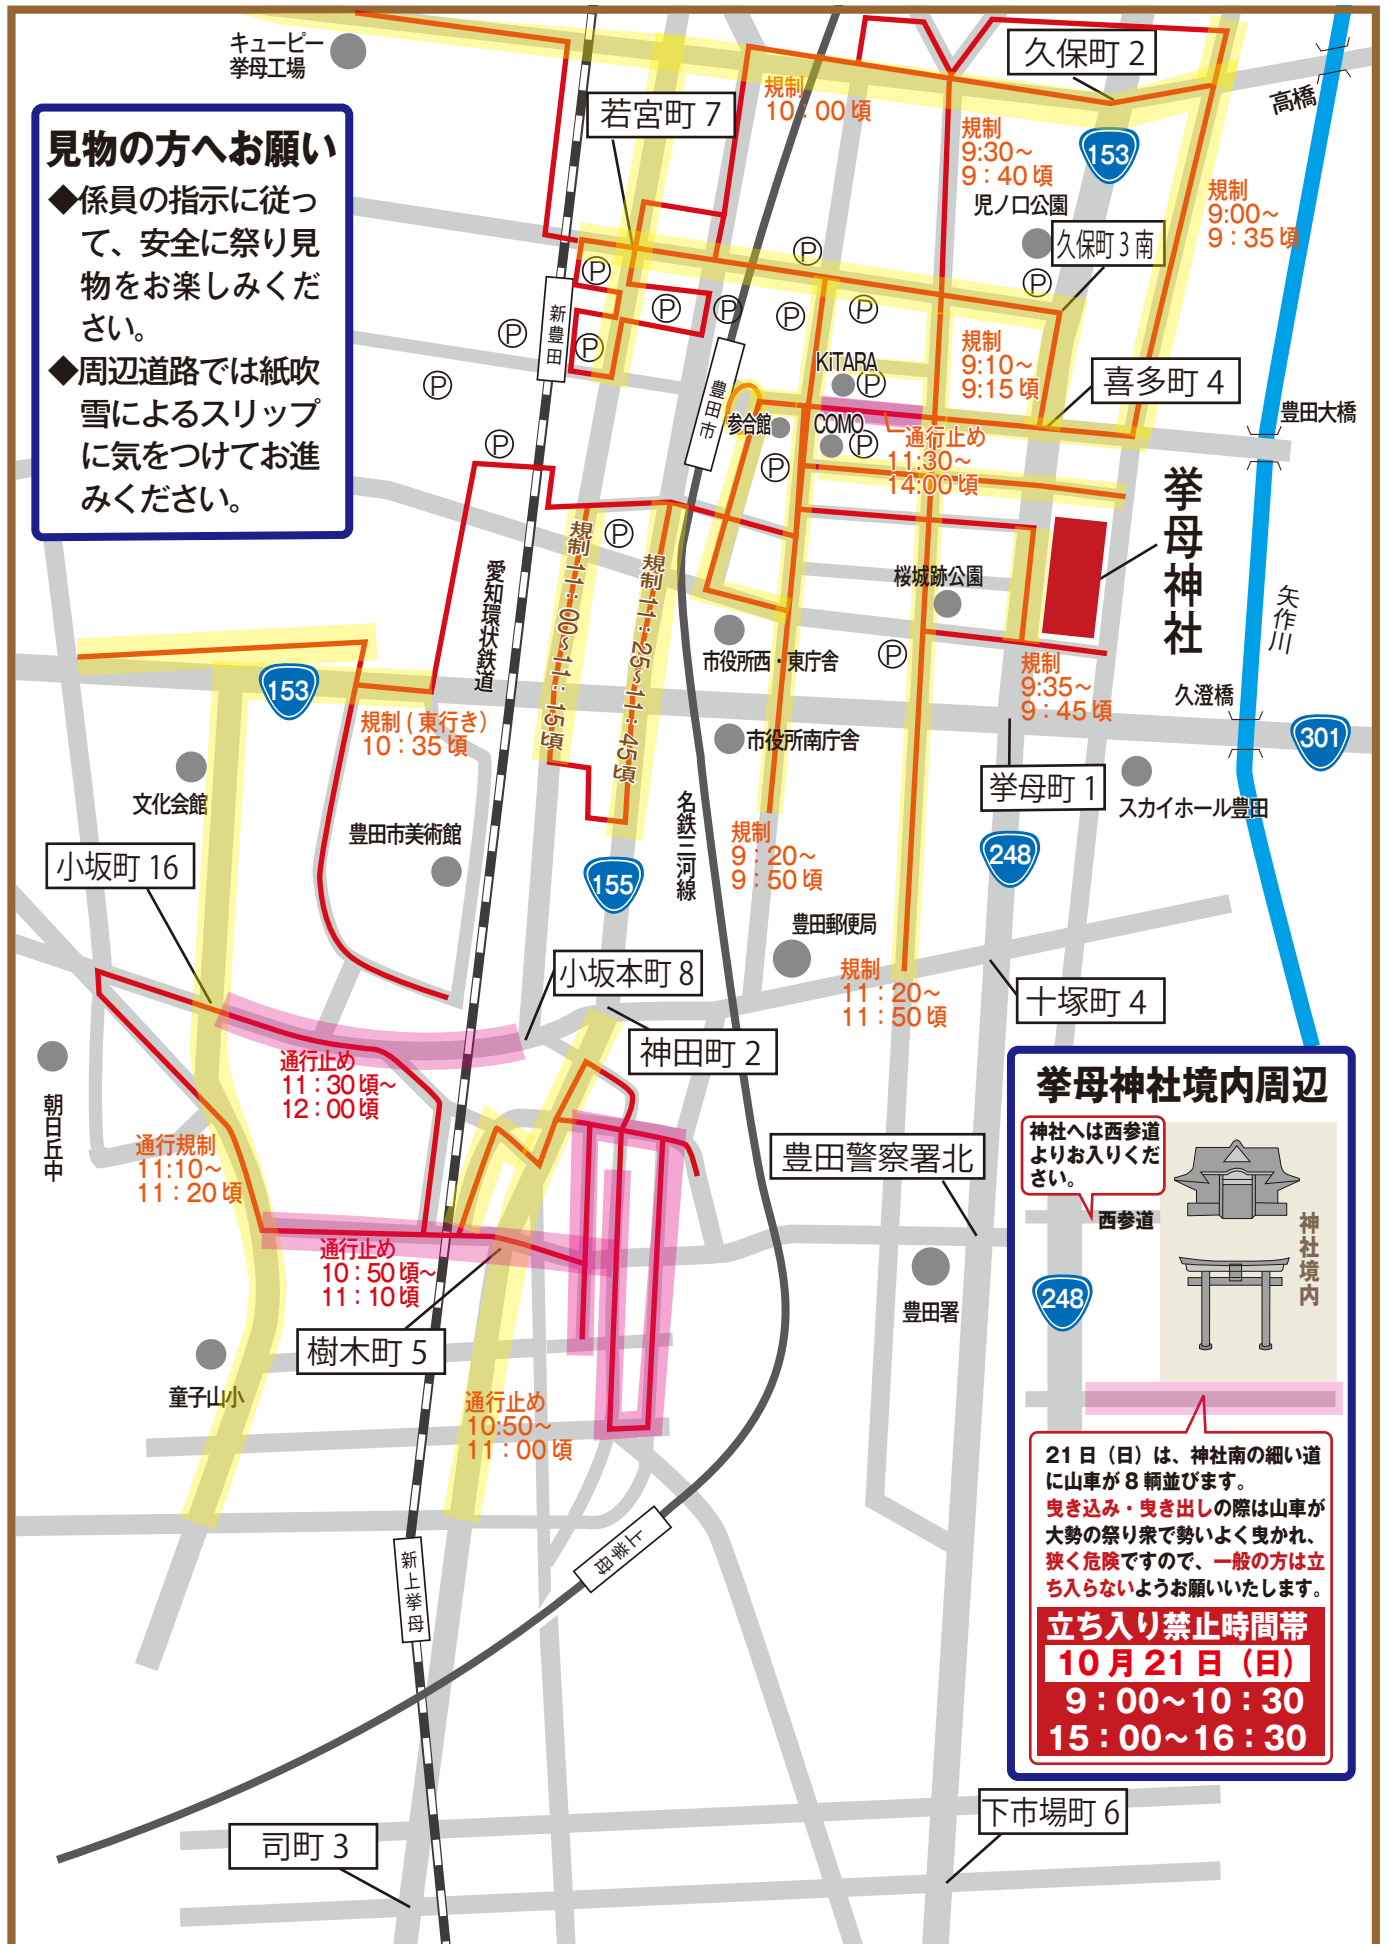 キューピー
挙母工場
見物の方へお願い
◆係員の指示に従っ
て、安全に祭り見
物をお楽しみくだ
さい。
◆周辺道路では紙吹
雪によるスリップ
に気をつけてお進
みください。
久保町 2
高橋
若宮町 7
規制
10：00 頃
規制
9:30～
9：40 頃
153
児ノ口公園
規制
9:00～
9：35 頃
久保町 3 南
Ⓟ
Ⓟ
Ⓟ
Ⓟ
Ⓟ
Ⓟ
Ⓟ
Ⓟ
Ⓟ
Ⓟ
新豊田
豊田市
規制
9:10～
9:15 頃
KiTARA
Ⓟ
喜多町 4
豊田大橋
参合館
COMO
Ⓟ
Ⓟ
通行止め
11:30～
14:00 頃
Ⓟ
Ⓟ
挙母神社
規制 11：00～11：15 頃
規制 11：25～11：45 頃
Ⓟ
愛知環状鉄道
桜城跡公園
矢作川
153
規制 ( 東行き )
10：35 頃
市役所西・東庁舎
Ⓟ
規制
9:35～
9：45 頃
久澄橋
301
市役所南庁舎
挙母町 1
スカイホール豊田
文化会館
豊田市美術館
名鉄三河線
規制
9：20～
9：50 頃
248
155
小坂町 16
豊田郵便局
小坂本町 8
規制
11：20～
11：50 頃
十塚町 4
神田町 2
朝日丘中
通行止め
11：30 頃～
12：00 頃
通行規制
11:10～
11：20 頃
豊田警察署北
通行止め
10：50 頃～
11：10 頃
豊田署
樹木町 5
童子山小
通行止め
10:50～
11：00 頃
上挙母
新上挙母
司町 3
下市場町 6
挙母神社境内周辺
神社へは西参道
よりお入りくだ
さい。
西参道
神社境内
248
21 日（日）は、神社南の細い道
に山車が 8 輌並びます。
曳き込み・曳き出しの際は山車が
大勢の祭り衆で勢いよく曳かれ、
狭く危険ですので、一般の方は立
ち入らないようお願いいたします。
立ち入り禁止時間帯
10 月 21 日（日）
9：00～10：30
15：00～16：30